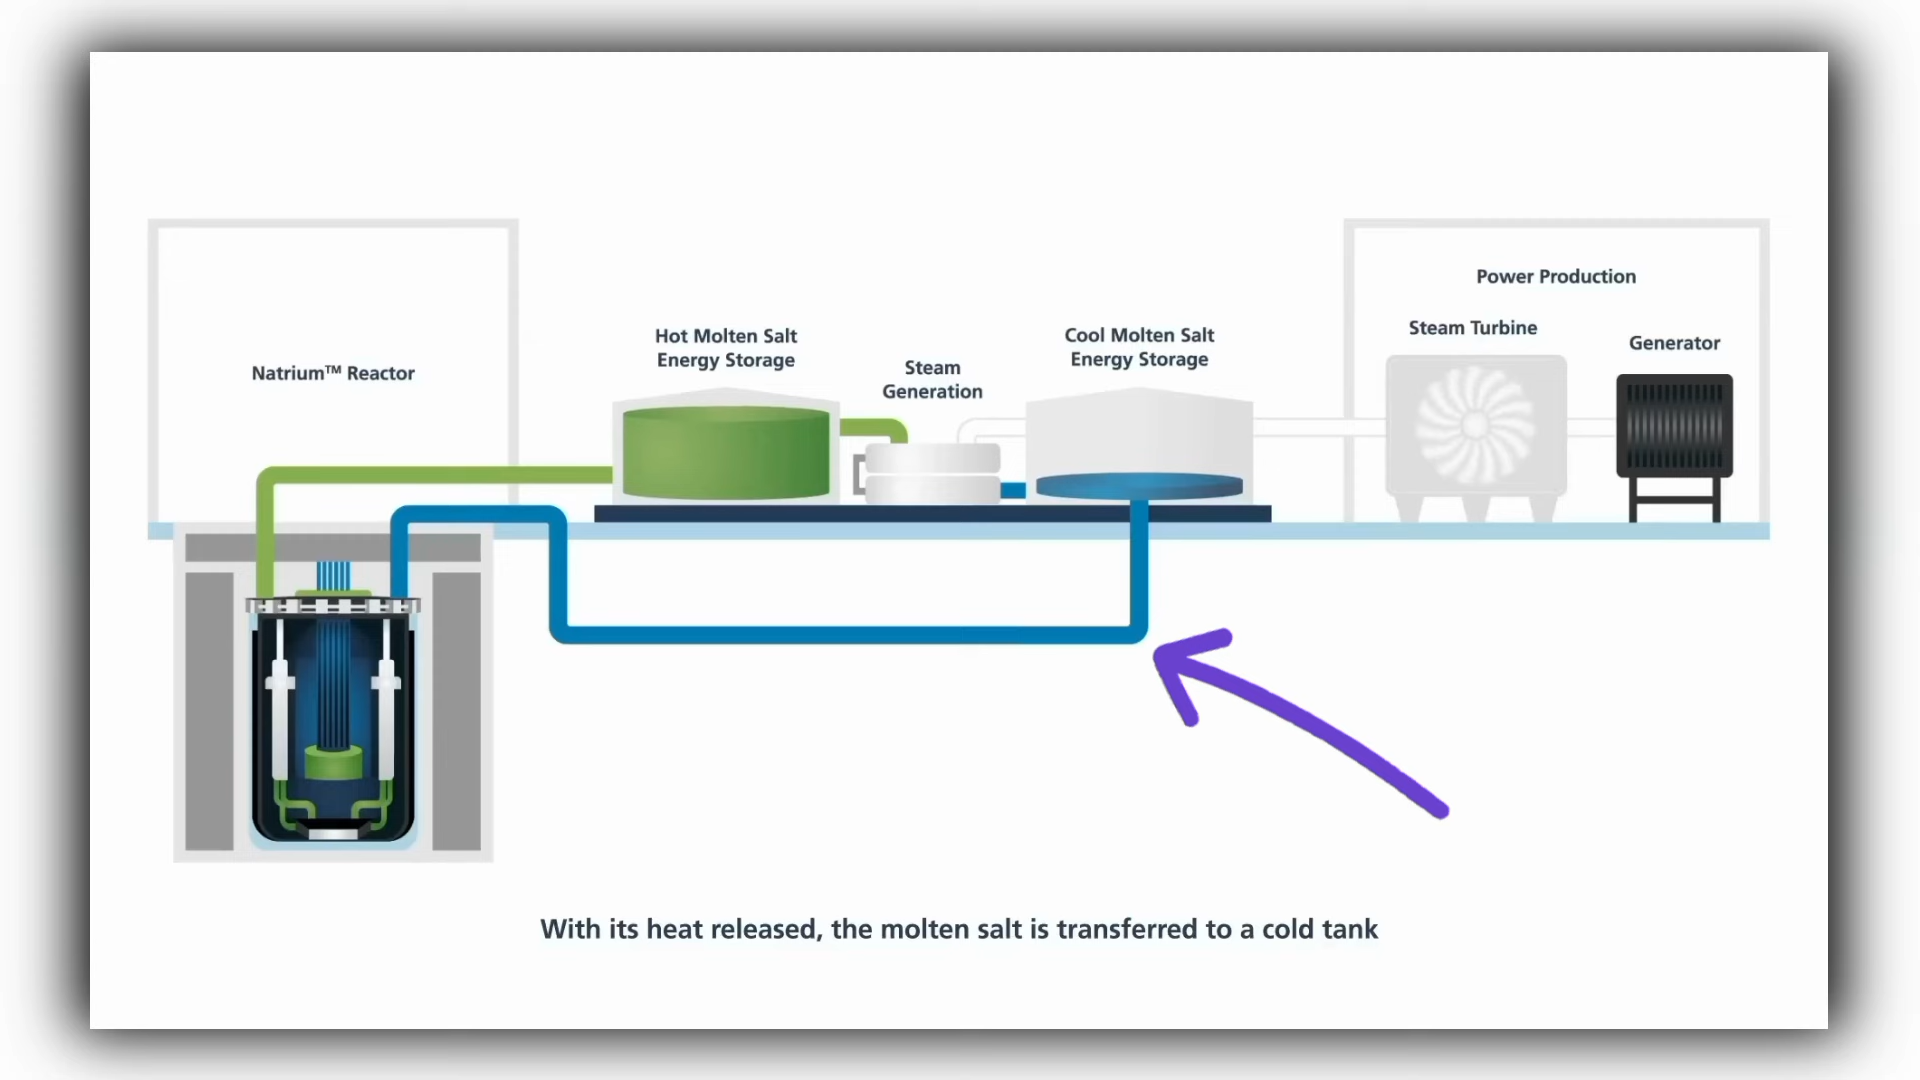 Natrium™ Reactor
Hot Molten Salt
Energy Storage
Steam
Generation
Cool Molten Salt
Energy Storage
Power Production
Steam Turbine
Generator
With its heat released, the molten salt is transferred to a cold tank